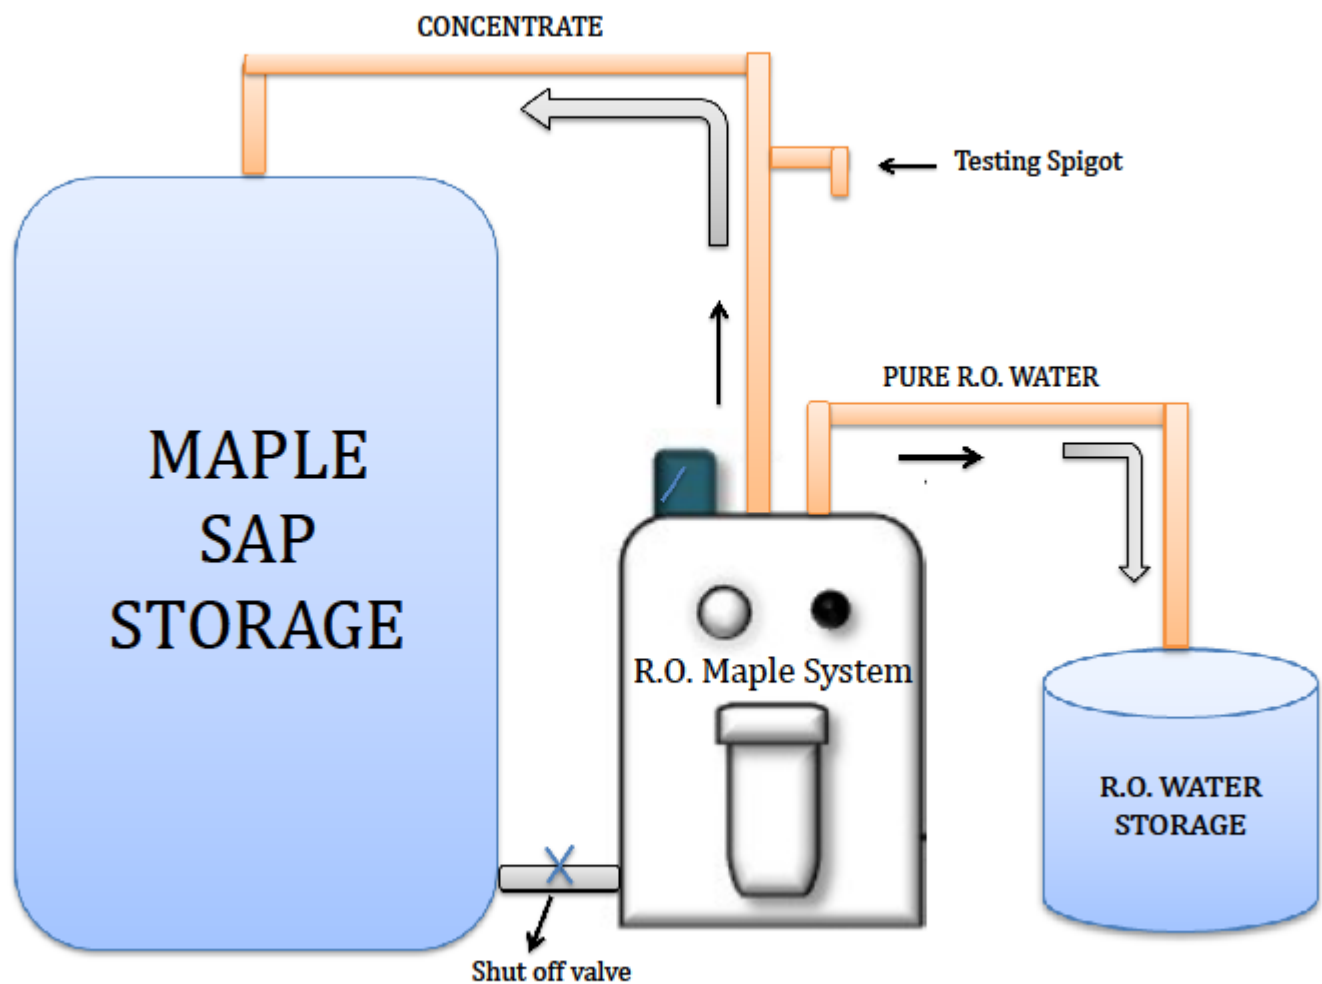 CONCENTRATE
Testing Spigot
PURE R.O. WATER
MAPLE
SAP
STORAGE
R.O. Maple System
R.O. WATER
STORAGE
Shut off valve